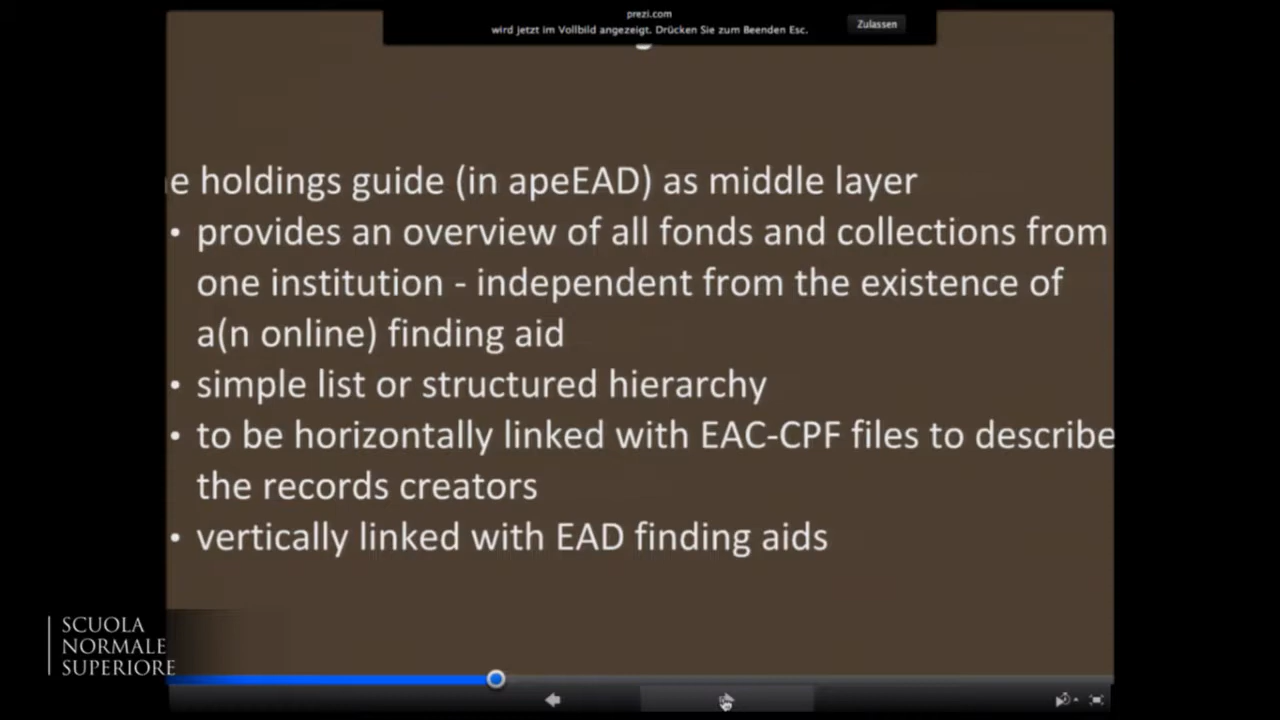 prezi.com
wird jetzt im Vollbild angezeigt. Drücken Sie zum Beenden Esc.
Zulassen
e holdings guide (in apeEAD) as middle layer
• provides an overview of all fonds and collections from
one institution - independent from the existence of
a(n online) finding aid
• simple list or structured hierarchy
• to be horizontally linked with EAC-CPF files to describe
the records creators
• vertically linked with EAD finding aids
SCUOLA
NORMALE
SUPERIORE